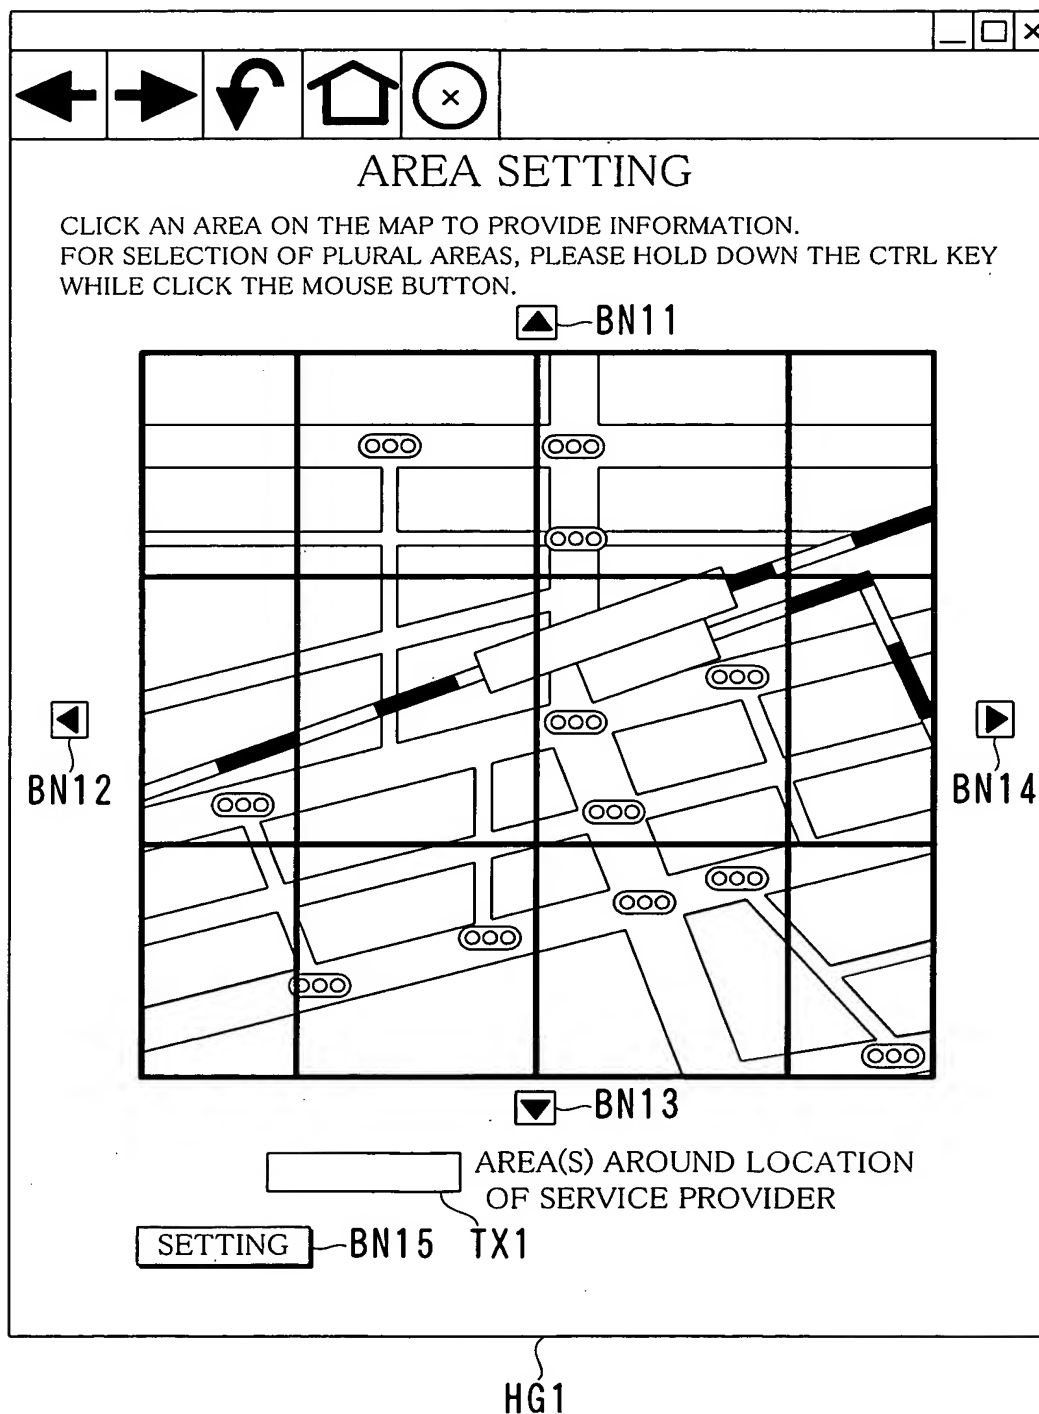 AREA SETTING
CLICK AN AREA ON THE MAP TO PROVIDE INFORMATION.
FOR SELECTION OF PLURAL AREAS, PLEASE HOLD DOWN THE CTRL KEY
WHILE CLICK THE MOUSE BUTTON.
BN11
BN12
BN14
BN13
AREA(S) AROUND LOCATION
OF SERVICE PROVIDER
SETTING BN15 TX1
HG1